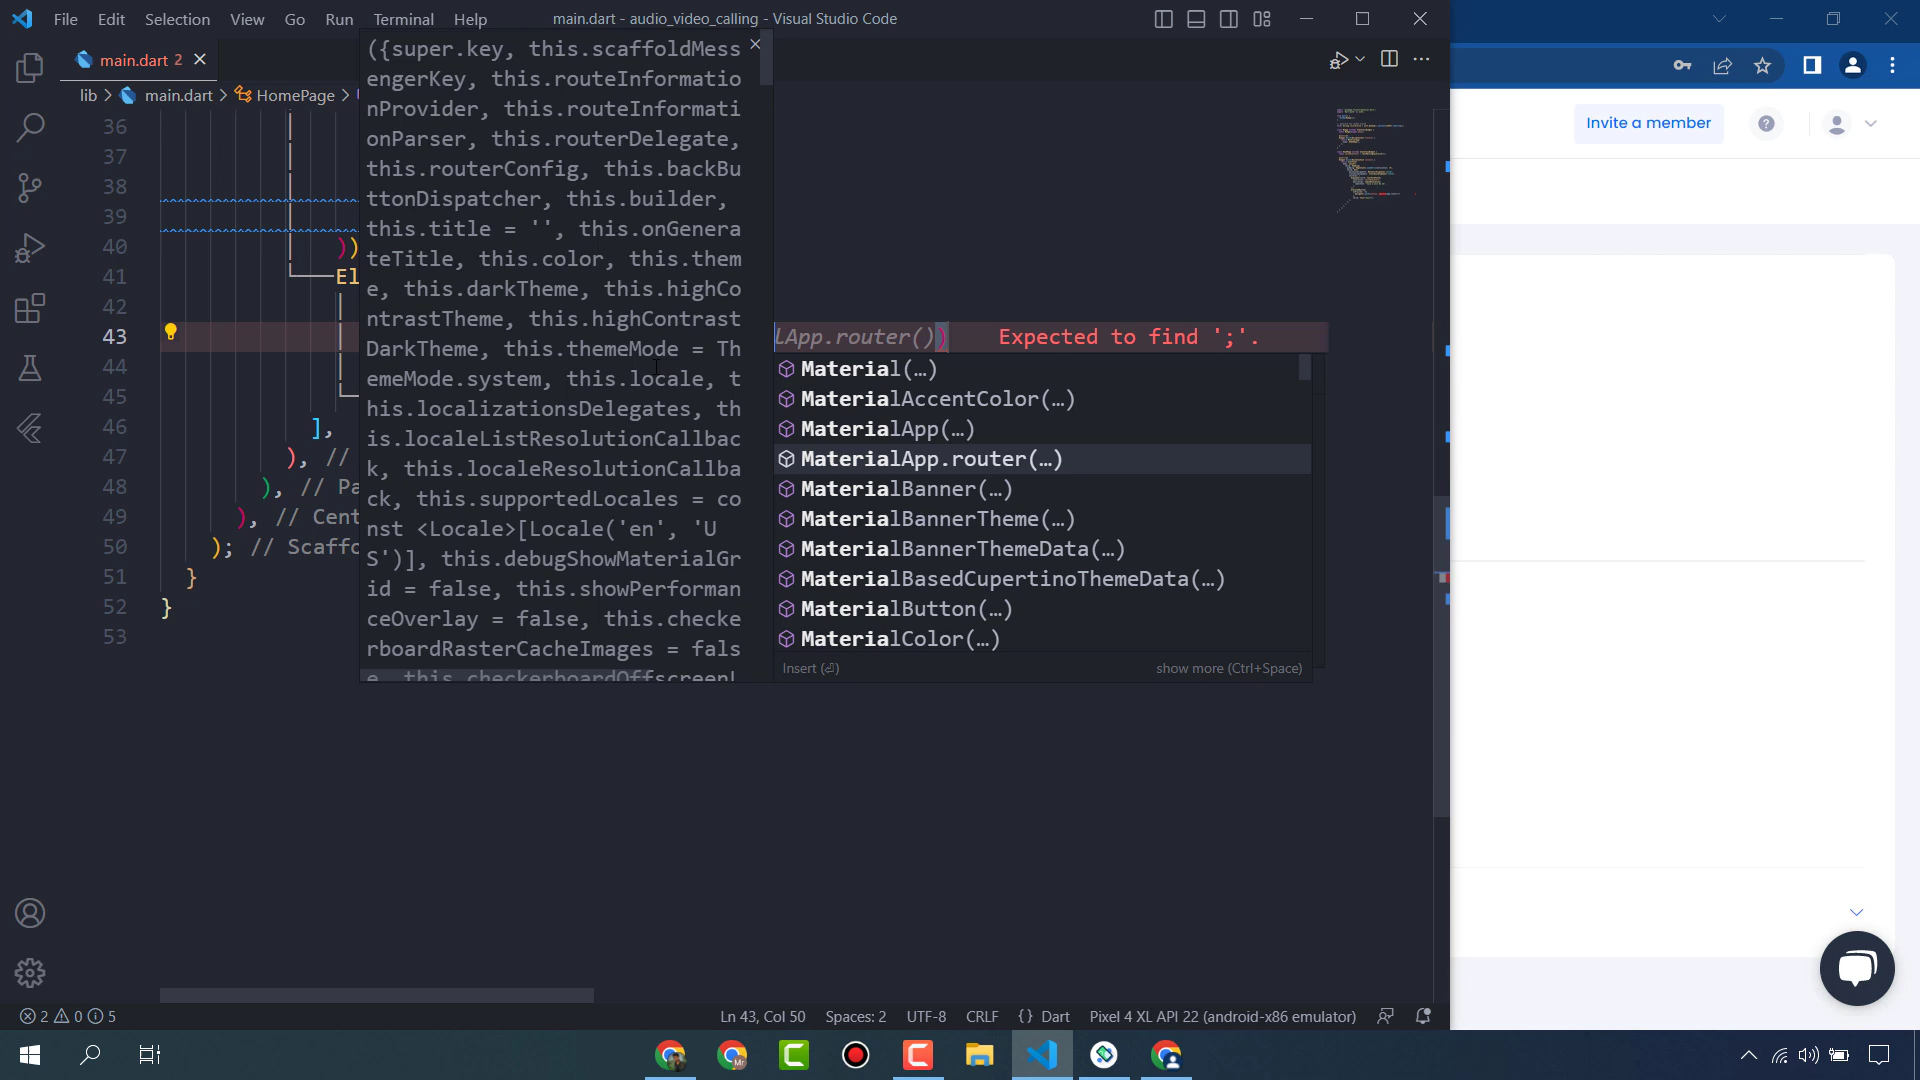 File Edit Selection View Go Run Terminal Help
main.dart - audio_video_calling - Visual Studio Code
main.dart 2
lib > main.dart > HomePage >
({super.key, this.scaffoldMess
engerKey, this.routeInformatio
nProvider, this.routeInformati
onParser, this.routerDelegate,
this.routerConfig, this.backBu
ttonDispatcher, this.builder,
this.title = '', this.onGenera
teTitle, this.color, this.them
e, this.darkTheme, this.highCo
ntrastTheme, this.highContrast
DarkTheme, this.themeMode = Th
emeMode.system, this.locale, t
his.localizationsDelegates, th
is.localeListResolutionCallbac
k, this.localeResolutionCallba
ck, this.supportedLocales = co
nst <Locale>[Locale('en', 'U
S')], this.debugShowMaterialGr
id = false, this.showPerforman
ceOverlay = false, this.checke
rboardRasterCacheImages = fals
e, this.checkerboardOffscreenL
36
37
38
39
40 ))
41 El
42
43 lApp.router()) Expected to find ';'.
44
45
46 ],
47 ), //
48 ), // Pa
49 ), // Cent
50 ); // Scaffo
51 }
52 }
53
Material(…)
MaterialAccentColor(…)
MaterialApp(…)
MaterialApp.router(…)
MaterialBanner(…)
MaterialBannerTheme(…)
MaterialBannerThemeData(…)
MaterialBasedCupertinoThemeData(…)
MaterialButton(…)
MaterialColor(…)
Insert (⏎) show more (Ctrl+Space)
Invite a member
2 0 5
Ln 43, Col 50 Spaces: 2 UTF-8 CRLF {} Dart Pixel 4 XL API 22 (android-x86 emulator)